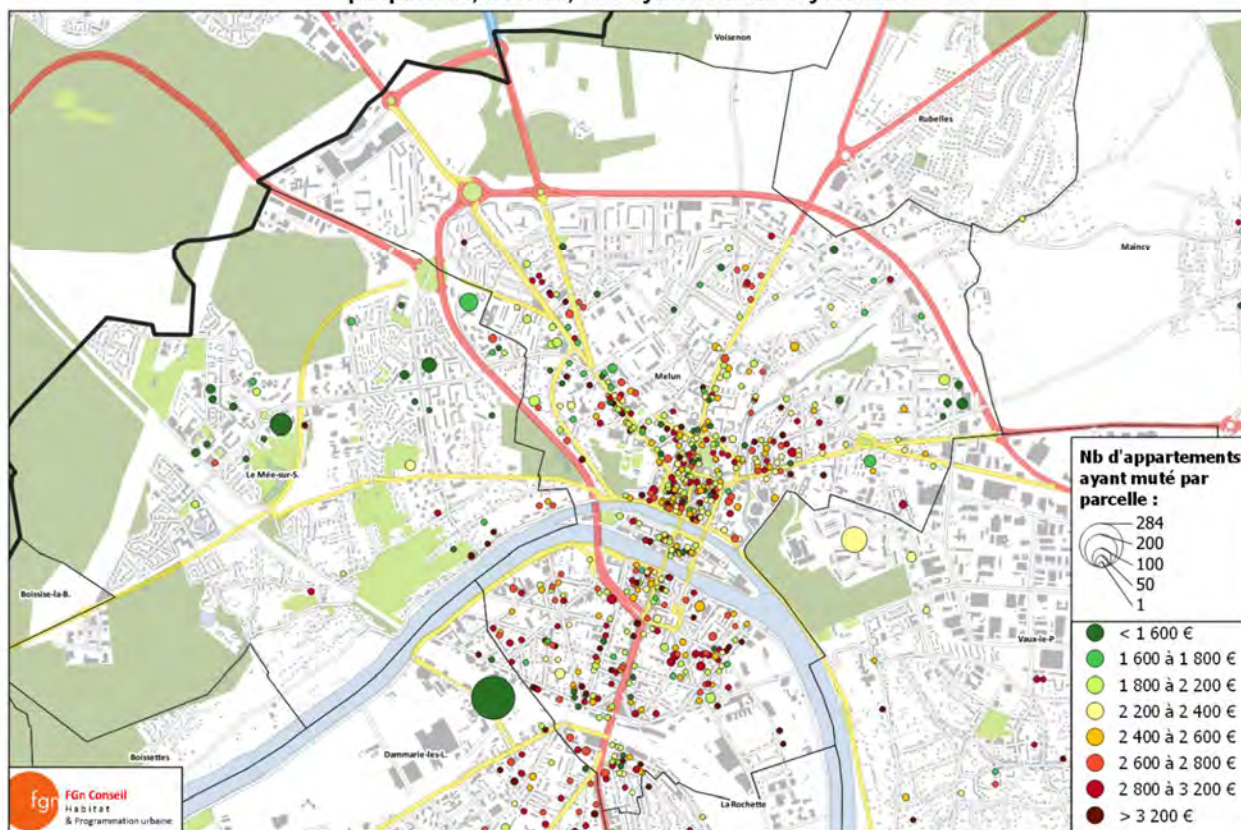 Voisenon
Rubelles
Maincy
Melun
Le Mée-sur-S.
Boissise-la-B.
Vaux-le-P.
Boissettes
Dammarie-les-L.
La Rochette
Nb d'appartements
ayant muté par
parcelle :
284
200
100
50
1
< 1 600 €
1 600 à 1 800 €
1 800 à 2 200 €
2 200 à 2 400 €
2 400 à 2 600 €
2 600 à 2 800 €
2 800 à 3 200 €
> 3 200 €
fgn
FGn Conseil
Habitat
& Programmation urbaine